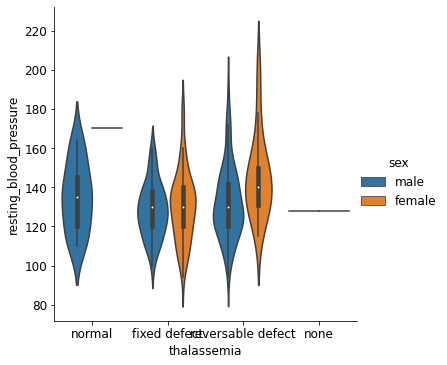 220
200
180
160
140
120
100
80
resting_blood_pressure
sex
male
female
normal
fixed defect
reversable defect
none
thalassemia